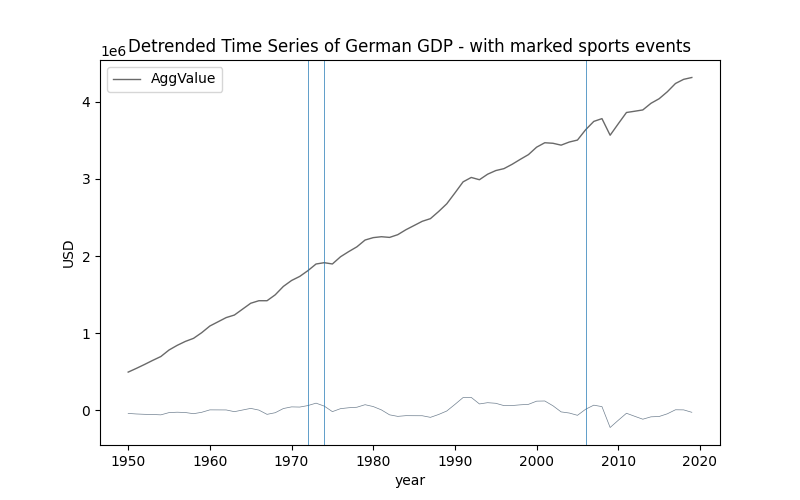 Detrended Time Series of German GDP - with marked sports events
1e6
AggValue
4
3
2
1
0
USD
1950 1960 1970 1980 1990 2000 2010 2020
year